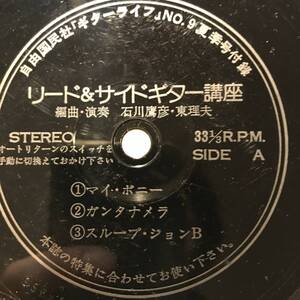 自由国民社「ギターライフ」NO.9夏季号付録
リード&サイドギター講座
編曲・演奏 石川鷹彦・東理夫
STEREO
オートリターンのスイッチを
手動に切換えておかけ下さい
33⅓R.P.M.
SIDE A
①マイ・ボニー
②ガンタナメラ
③スループ・ジョンB
本誌の特集に合わせてお使い下さい。